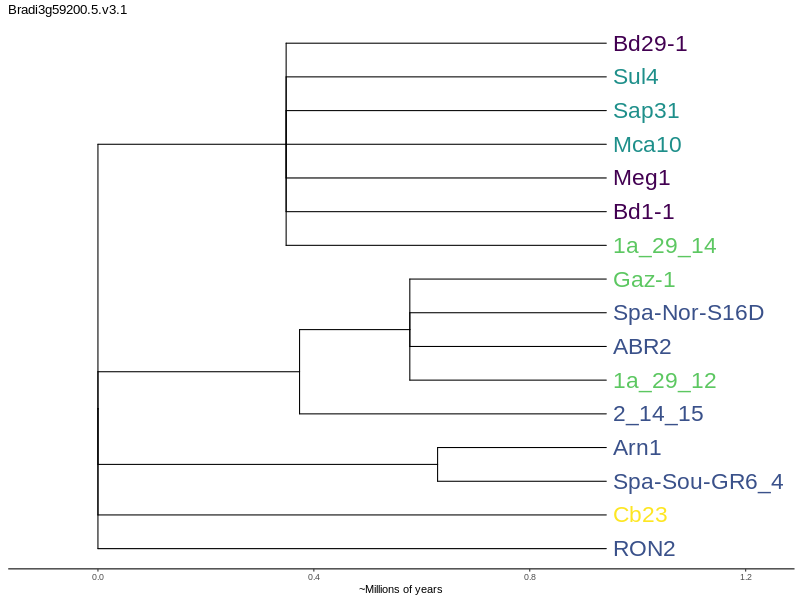 Bradi3g59200.5.v3.1
Bd29-1
Sul4
Sap31
Mca10
Meg1
Bd1-1
1a_29_14
Gaz-1
Spa-Nor-S16D
ABR2
1a_29_12
2_14_15
Arn1
Spa-Sou-GR6_4
Cb23
RON2
0.0 0.4 0.8 1.2
~Millions of years